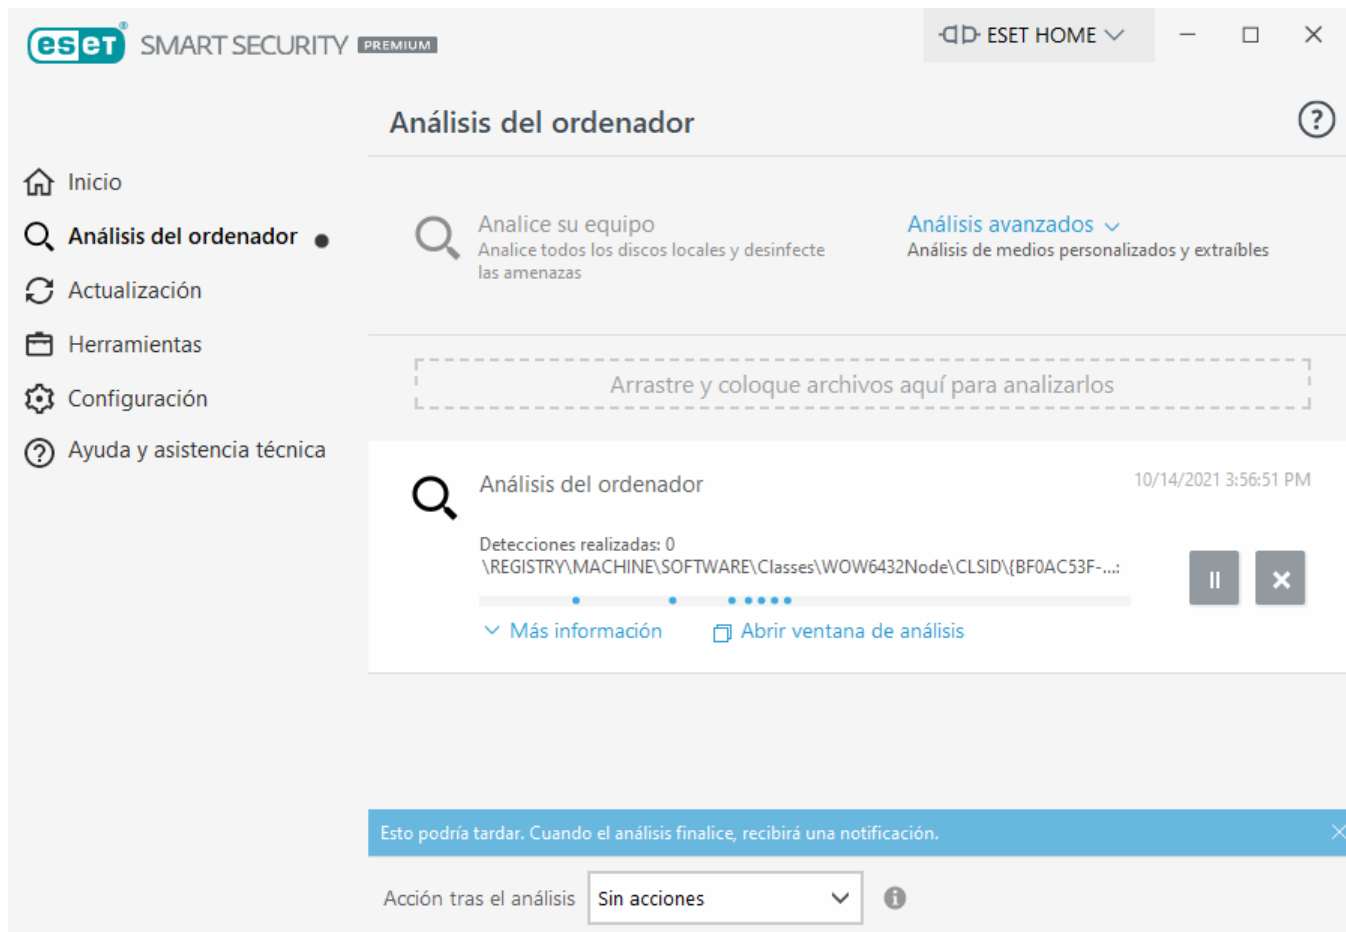 eset® SMART SECURITY PREMIUM
ESET HOME
Análisis del ordenador
?
Inicio
Análisis del ordenador
Actualización
Herramientas
Configuración
Ayuda y asistencia técnica
Analice su equipo
Analice todos los discos locales y desinfecte
las amenazas
Análisis avanzados
Análisis de medios personalizados y extraíbles
Arrastre y coloque archivos aquí para analizarlos
Análisis del ordenador
10/14/2021 3:56:51 PM
Detecciones realizadas: 0
\REGISTRY\MACHINE\SOFTWARE\Classes\WOW6432Node\CLSID\{BF0AC53F-...:
Más información
Abrir ventana de análisis
Esto podría tardar. Cuando el análisis finalice, recibirá una notificación.
Acción tras el análisis
Sin acciones